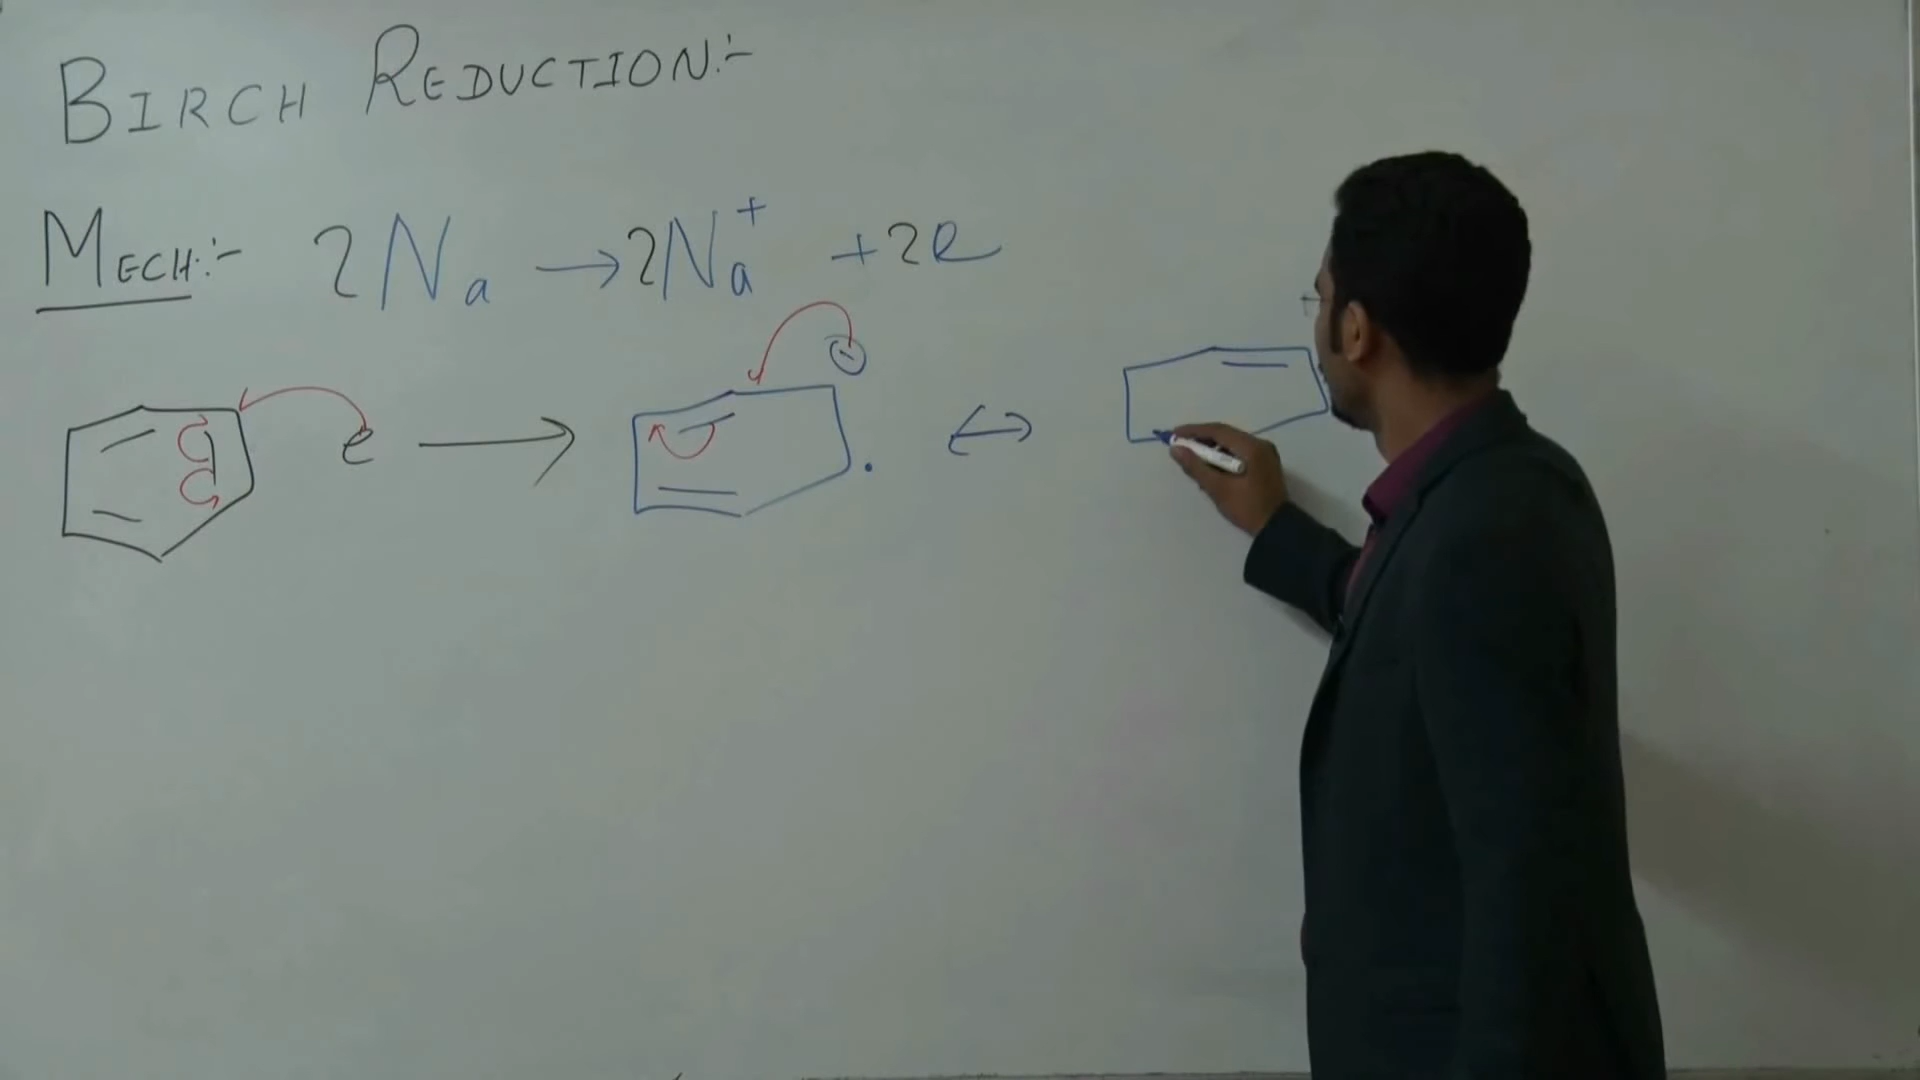 BIRCH REDUCTION:-
MECH:- 2Na → 2Na⁺ + 2e
e → ↔